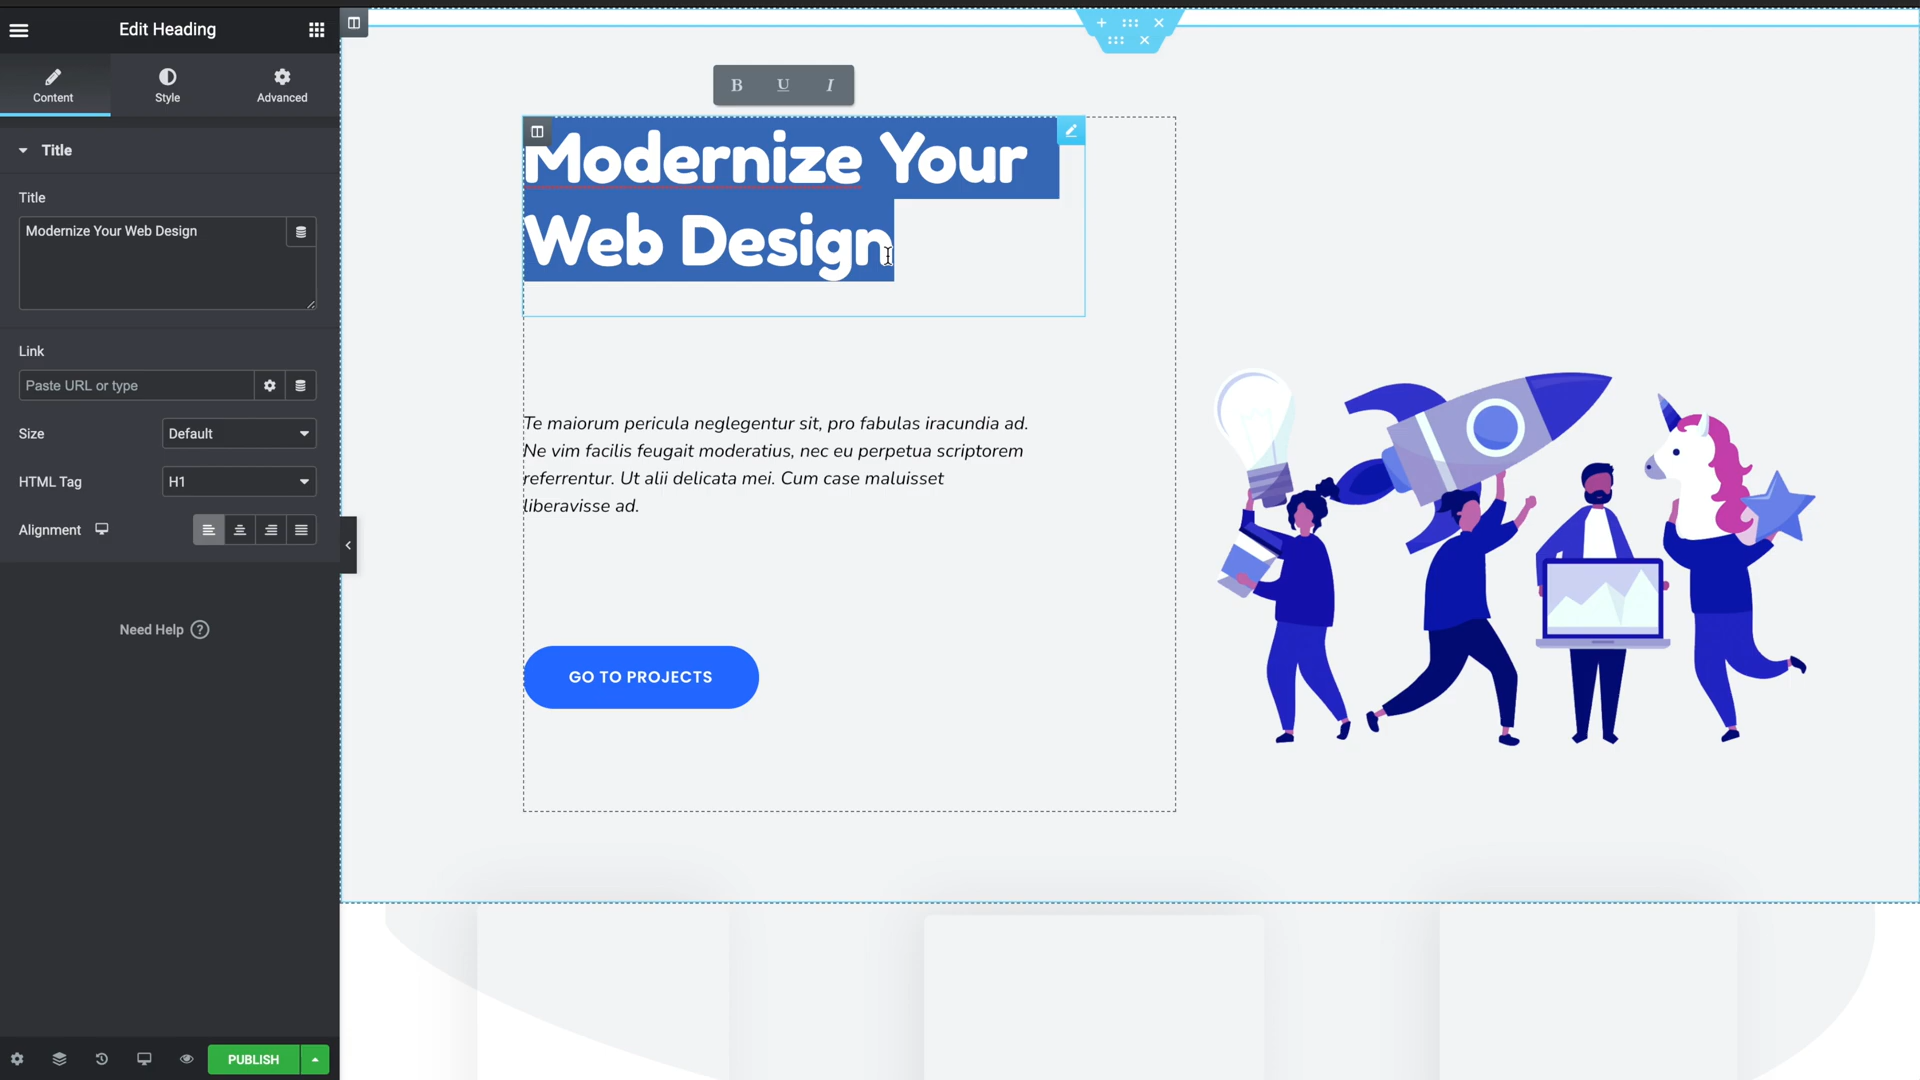 Edit Heading
Content
Style
Advanced
Title
Title
Modernize Your Web Design
Link
Paste URL or type
Size
Default
HTML Tag
H1
Alignment
Need Help ?
PUBLISH
B U I
Modernize Your
Web Design
Te maiorum pericula neglegentur sit, pro fabulas iracundia ad.
Ne vim facilis feugait moderatius, nec eu perpetua scriptorem
referrentur. Ut alii delicata mei. Cum case maluisset
liberavisse ad.
GO TO PROJECTS